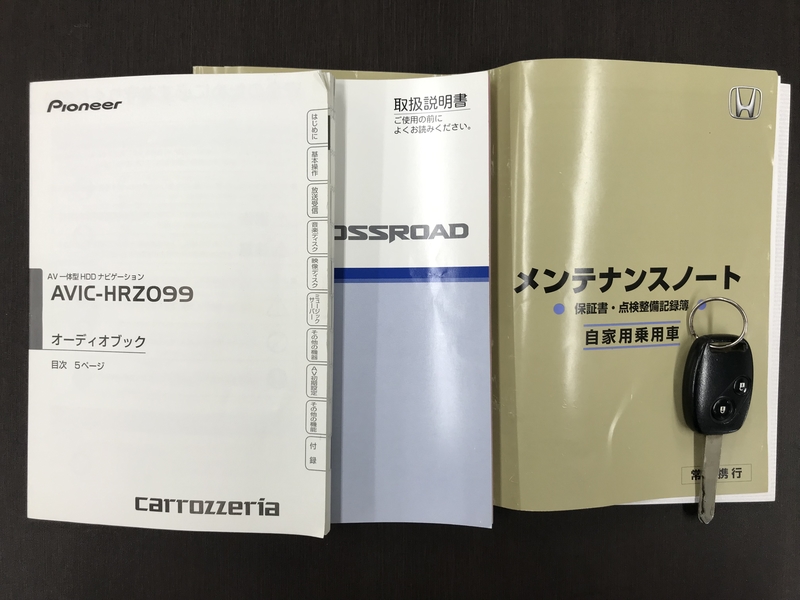 Pioneer
はじめに
基本操作
放送受信
音楽ディスク
映像ディスク
ミュージックサーバー
その他の機器
AV初期設定
その他の機能
付録
AV一体型HDDナビゲーション
AVIC-HRZ099
オーディオブック
目次 5ページ
carrozzeria
取扱説明書
ご使用の前に
よくお読みください。
OSSROAD
メンテナンスノート
保証書・点検整備記録簿
自家用乗用車
常 携行